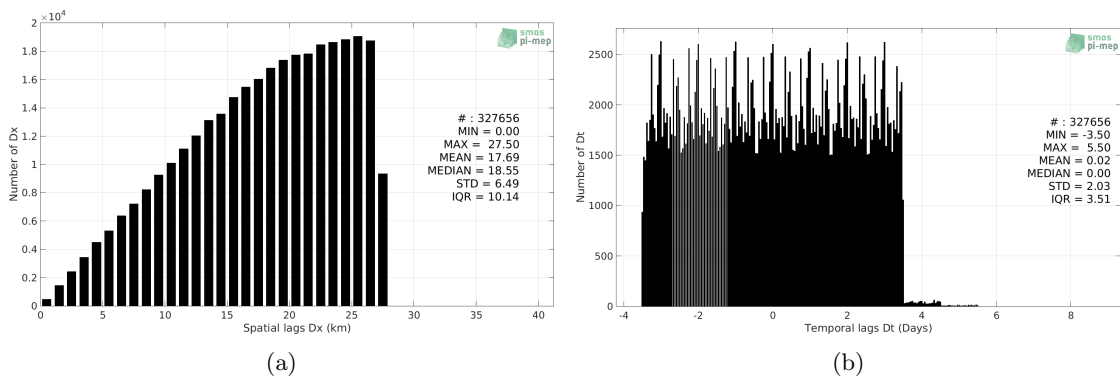 ×10⁴
2
1.8
1.6
1.4
1.2
1
0.8
0.6
0.4
0.2
0
Number of Dx
smos
pi-mep
# : 327656
MIN = 0.00
MAX = 27.50
MEAN = 17.69
MEDIAN = 18.55
STD = 6.49
IQR = 10.14
0 5 10 15 20 25 30 35 40
Spatial lags Dx (km)
(a)
2500
2000
1500
1000
500
0
Number of Dt
smos
pi-mep
# : 327656
MIN = -3.50
MAX = 5.50
MEAN = 0.02
MEDIAN = 0.00
STD = 2.03
IQR = 3.51
-4 -2 0 2 4 6 8
Temporal lags Dt (Days)
(b)